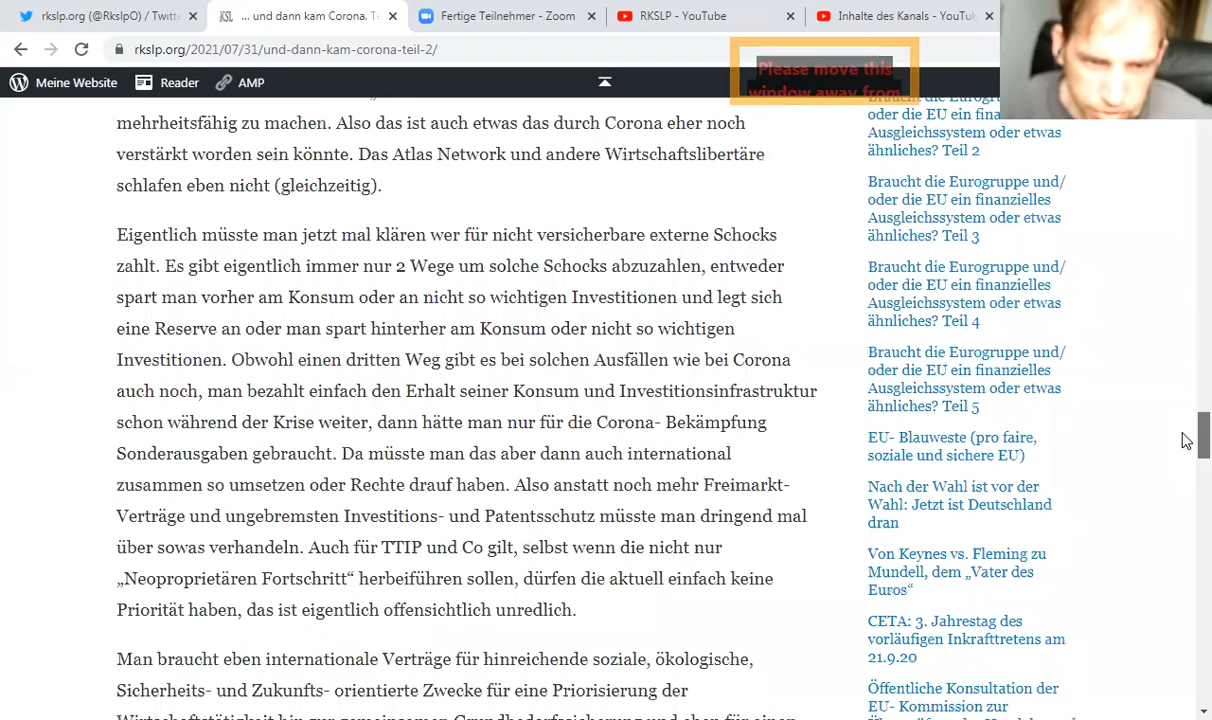 rkslp.org (@RkslpO) / Twitte
... und dann kam Corona. Te
Fertige Teilnehmer - Zoom
RKSLP - YouTube
Inhalte des Kanals - YouTu
rkslp.org/2021/07/31/und-dann-kam-corona-teil-2/
Meine Website
Reader
AMP
Please move this
window away from
mehrheitsfähig zu machen. Also das ist auch etwas das durch Corona eher noch
verstärkt worden sein könnte. Das Atlas Network und andere Wirtschaftslibertäre
schlafen eben nicht (gleichzeitig).
Eigentlich müsste man jetzt mal klären wer für nicht versicherbare externe Schocks
zahlt. Es gibt eigentlich immer nur 2 Wege um solche Schocks abzuzahlen, entweder
spart man vorher am Konsum oder an nicht so wichtigen Investitionen und legt sich
eine Reserve an oder man spart hinterher am Konsum oder nicht so wichtigen
Investitionen. Obwohl einen dritten Weg gibt es bei solchen Ausfällen wie bei Corona
auch noch, man bezahlt einfach den Erhalt seiner Konsum und Investitionsinfrastruktur
schon während der Krise weiter, dann hätte man nur für die Corona- Bekämpfung
Sonderausgaben gebraucht. Da müsste man das aber dann auch international
zusammen so umsetzen oder Rechte drauf haben. Also anstatt noch mehr Freimarkt-
Verträge und ungebremsten Investitions- und Patentsschutz müsste man dringend mal
über sowas verhandeln. Auch für TTIP und Co gilt, selbst wenn die nicht nur
„Neoproprietären Fortschritt“ herbeiführen sollen, dürfen die aktuell einfach keine
Priorität haben, das ist eigentlich offensichtlich unredlich.
Man braucht eben internationale Verträge für hinreichende soziale, ökologische,
Sicherheits- und Zukunfts- orientierte Zwecke für eine Priorisierung der
Wirtschaftstätigkeit hin zur gemeinsamen Grundbedarfssicherung und eben für einen
Braucht die Eurogru
oder die EU ein fina
Ausgleichssystem oder etwas
ähnliches? Teil 2
Braucht die Eurogruppe und/
oder die EU ein finanzielles
Ausgleichssystem oder etwas
ähnliches? Teil 3
Braucht die Eurogruppe und/
oder die EU ein finanzielles
Ausgleichssystem oder etwas
ähnliches? Teil 4
Braucht die Eurogruppe und/
oder die EU ein finanzielles
Ausgleichssystem oder etwas
ähnliches? Teil 5
EU- Blauweste (pro faire,
soziale und sichere EU)
Nach der Wahl ist vor der
Wahl: Jetzt ist Deutschland
dran
Von Keynes vs. Fleming zu
Mundell, dem „Vater des
Euros“
CETA: 3. Jahrestag des
vorläufigen Inkrafttretens am
21.9.20
Öffentliche Konsultation der
EU- Kommission zur